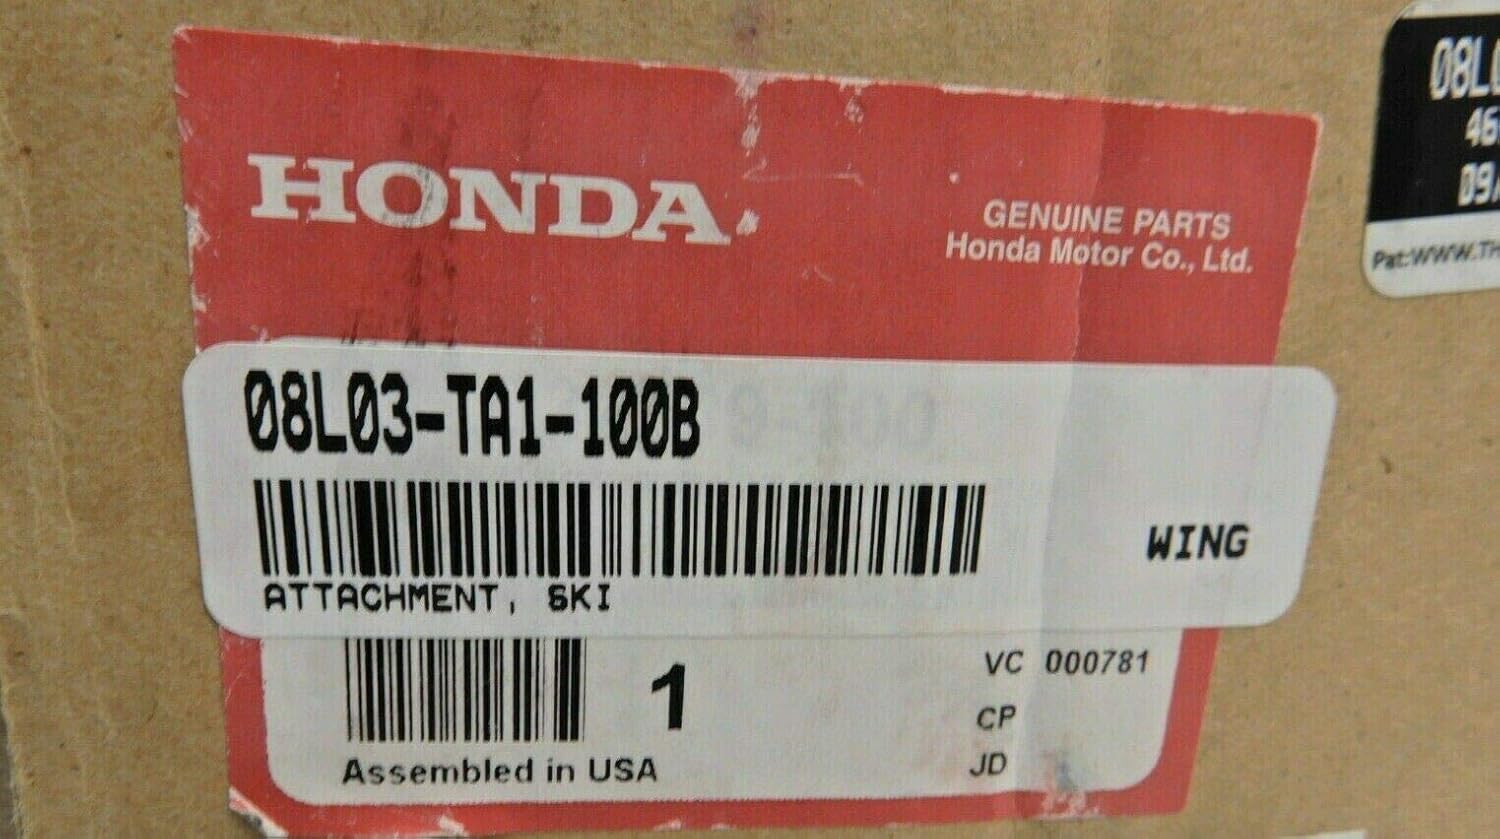 HONDA
GENUINE PARTS
Honda Motor Co., Ltd.
08L03-TA1-100B
WING
ATTACHMENT, SKI
1
VC 000781
CP
JD
Assembled in USA